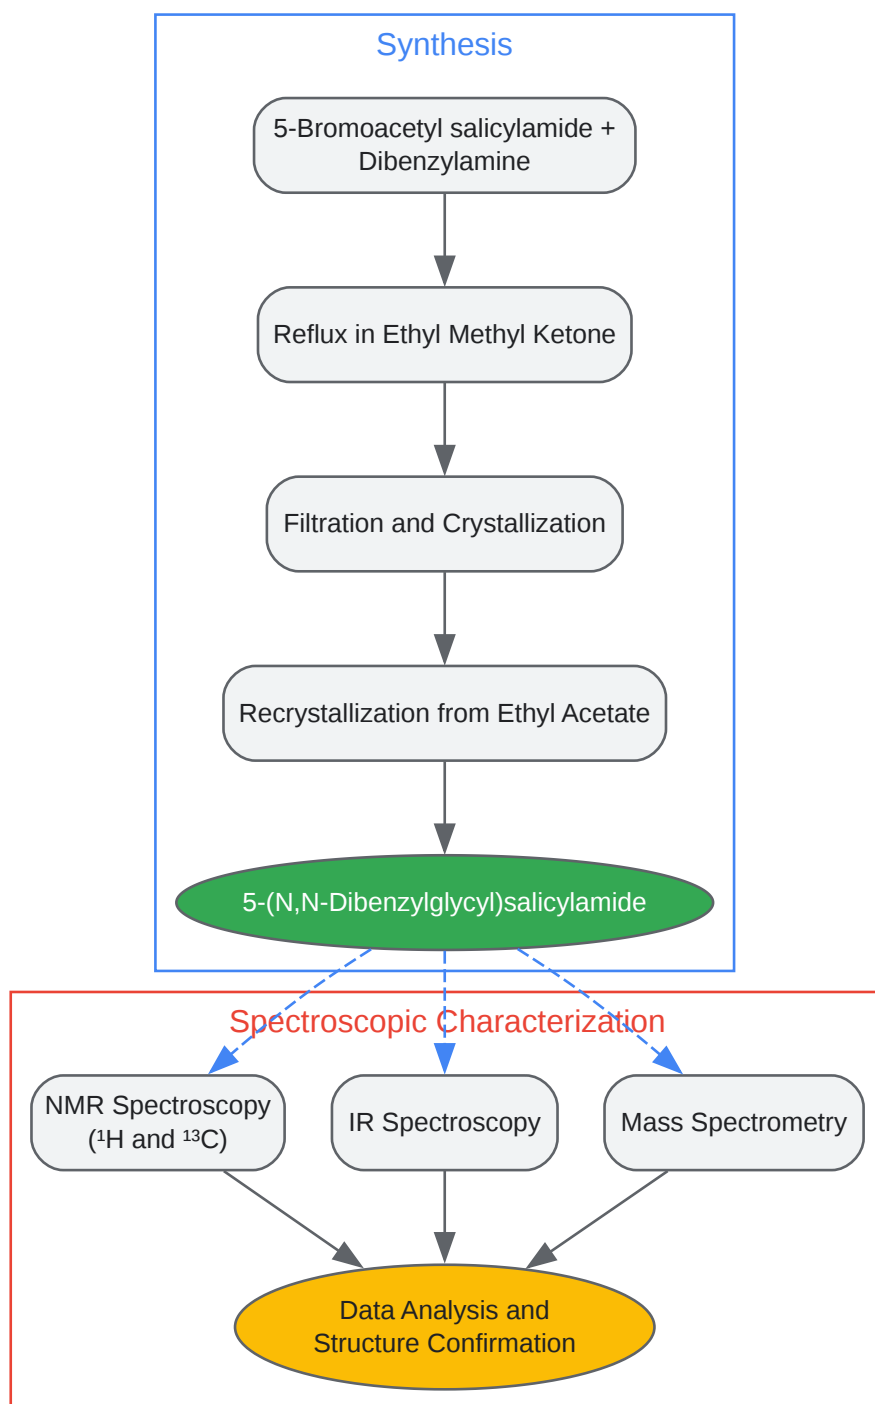 Synthesis
5-Bromoacetyl salicylamide +
Dibenzylamine
Reflux in Ethyl Methyl Ketone
Filtration and Crystallization
Recrystallization from Ethyl Acetate
5-(N,N-Dibenzylglycyl)salicylamide
Spectroscopic Characterization
NMR Spectroscopy
(¹H and ¹³C)
IR Spectroscopy
Mass Spectrometry
Data Analysis and
Structure Confirmation